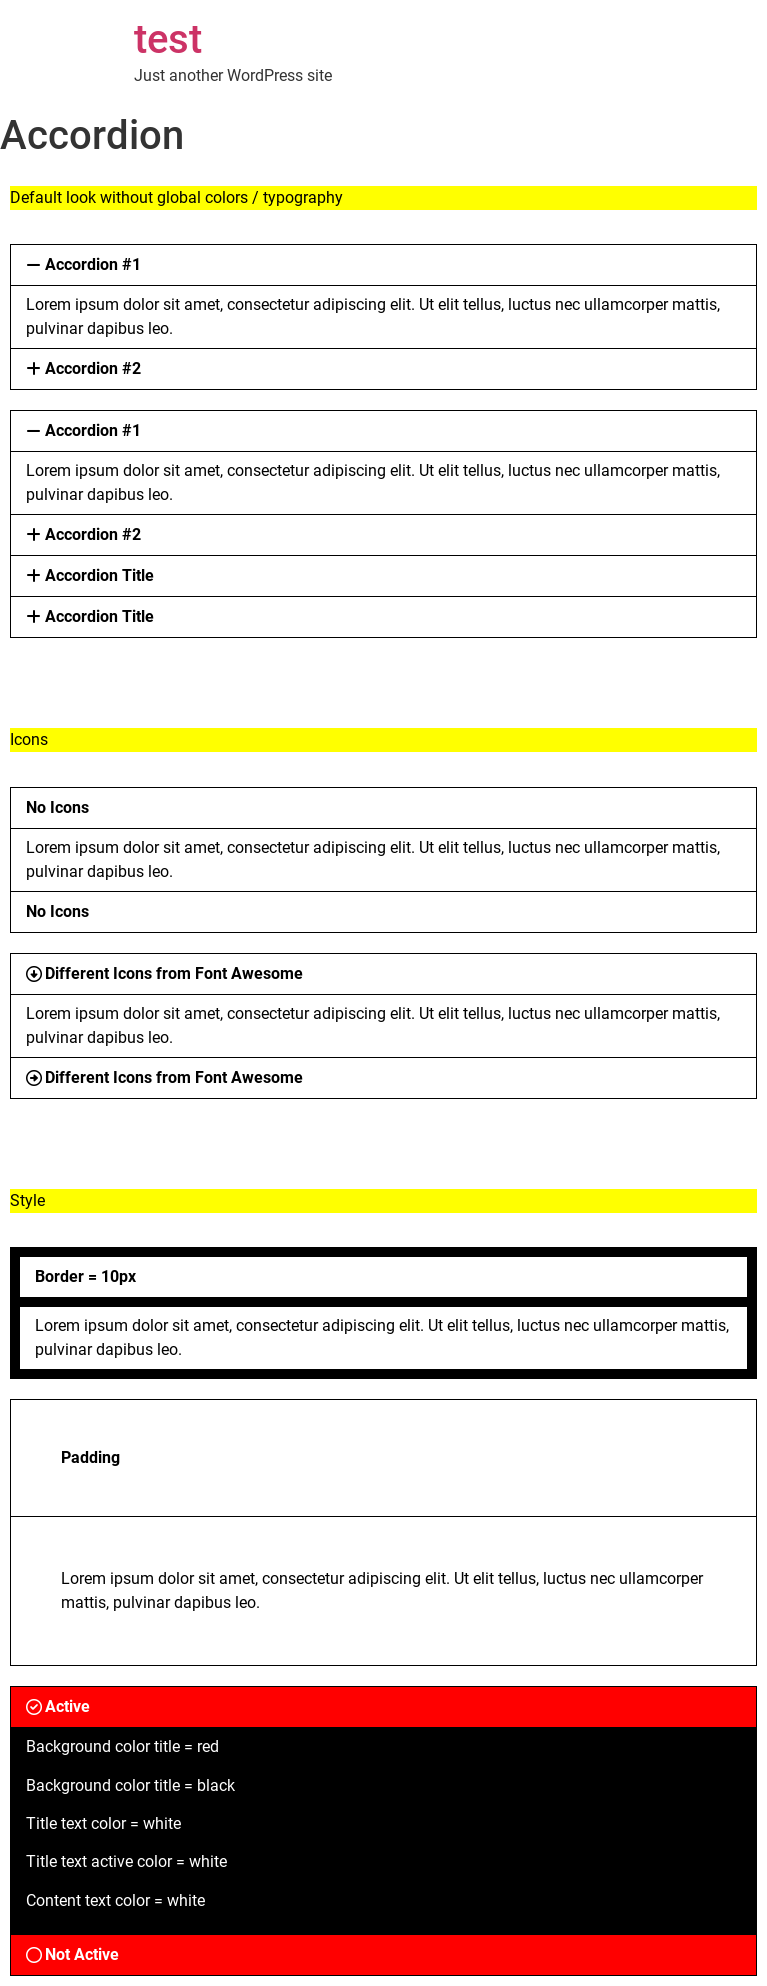 test
Just another WordPress site
Accordion
Default look without global colors / typography
Accordion #1
Lorem ipsum dolor sit amet, consectetur adipiscing elit. Ut elit tellus, luctus nec ullamcorper mattis,
pulvinar dapibus leo.
Accordion #2
Accordion #1
Lorem ipsum dolor sit amet, consectetur adipiscing elit. Ut elit tellus, luctus nec ullamcorper mattis,
pulvinar dapibus leo.
Accordion #2
Accordion Title
Accordion Title
Icons
No Icons
Lorem ipsum dolor sit amet, consectetur adipiscing elit. Ut elit tellus, luctus nec ullamcorper mattis,
pulvinar dapibus leo.
No Icons
Different Icons from Font Awesome
Lorem ipsum dolor sit amet, consectetur adipiscing elit. Ut elit tellus, luctus nec ullamcorper mattis,
pulvinar dapibus leo.
Different Icons from Font Awesome
Style
Border = 10px
Lorem ipsum dolor sit amet, consectetur adipiscing elit. Ut elit tellus, luctus nec ullamcorper mattis,
pulvinar dapibus leo.
Padding
Lorem ipsum dolor sit amet, consectetur adipiscing elit. Ut elit tellus, luctus nec ullamcorper
mattis, pulvinar dapibus leo.
Active
Background color title = red
Background color title = black
Title text color = white
Title text active color = white
Content text color = white
Not Active